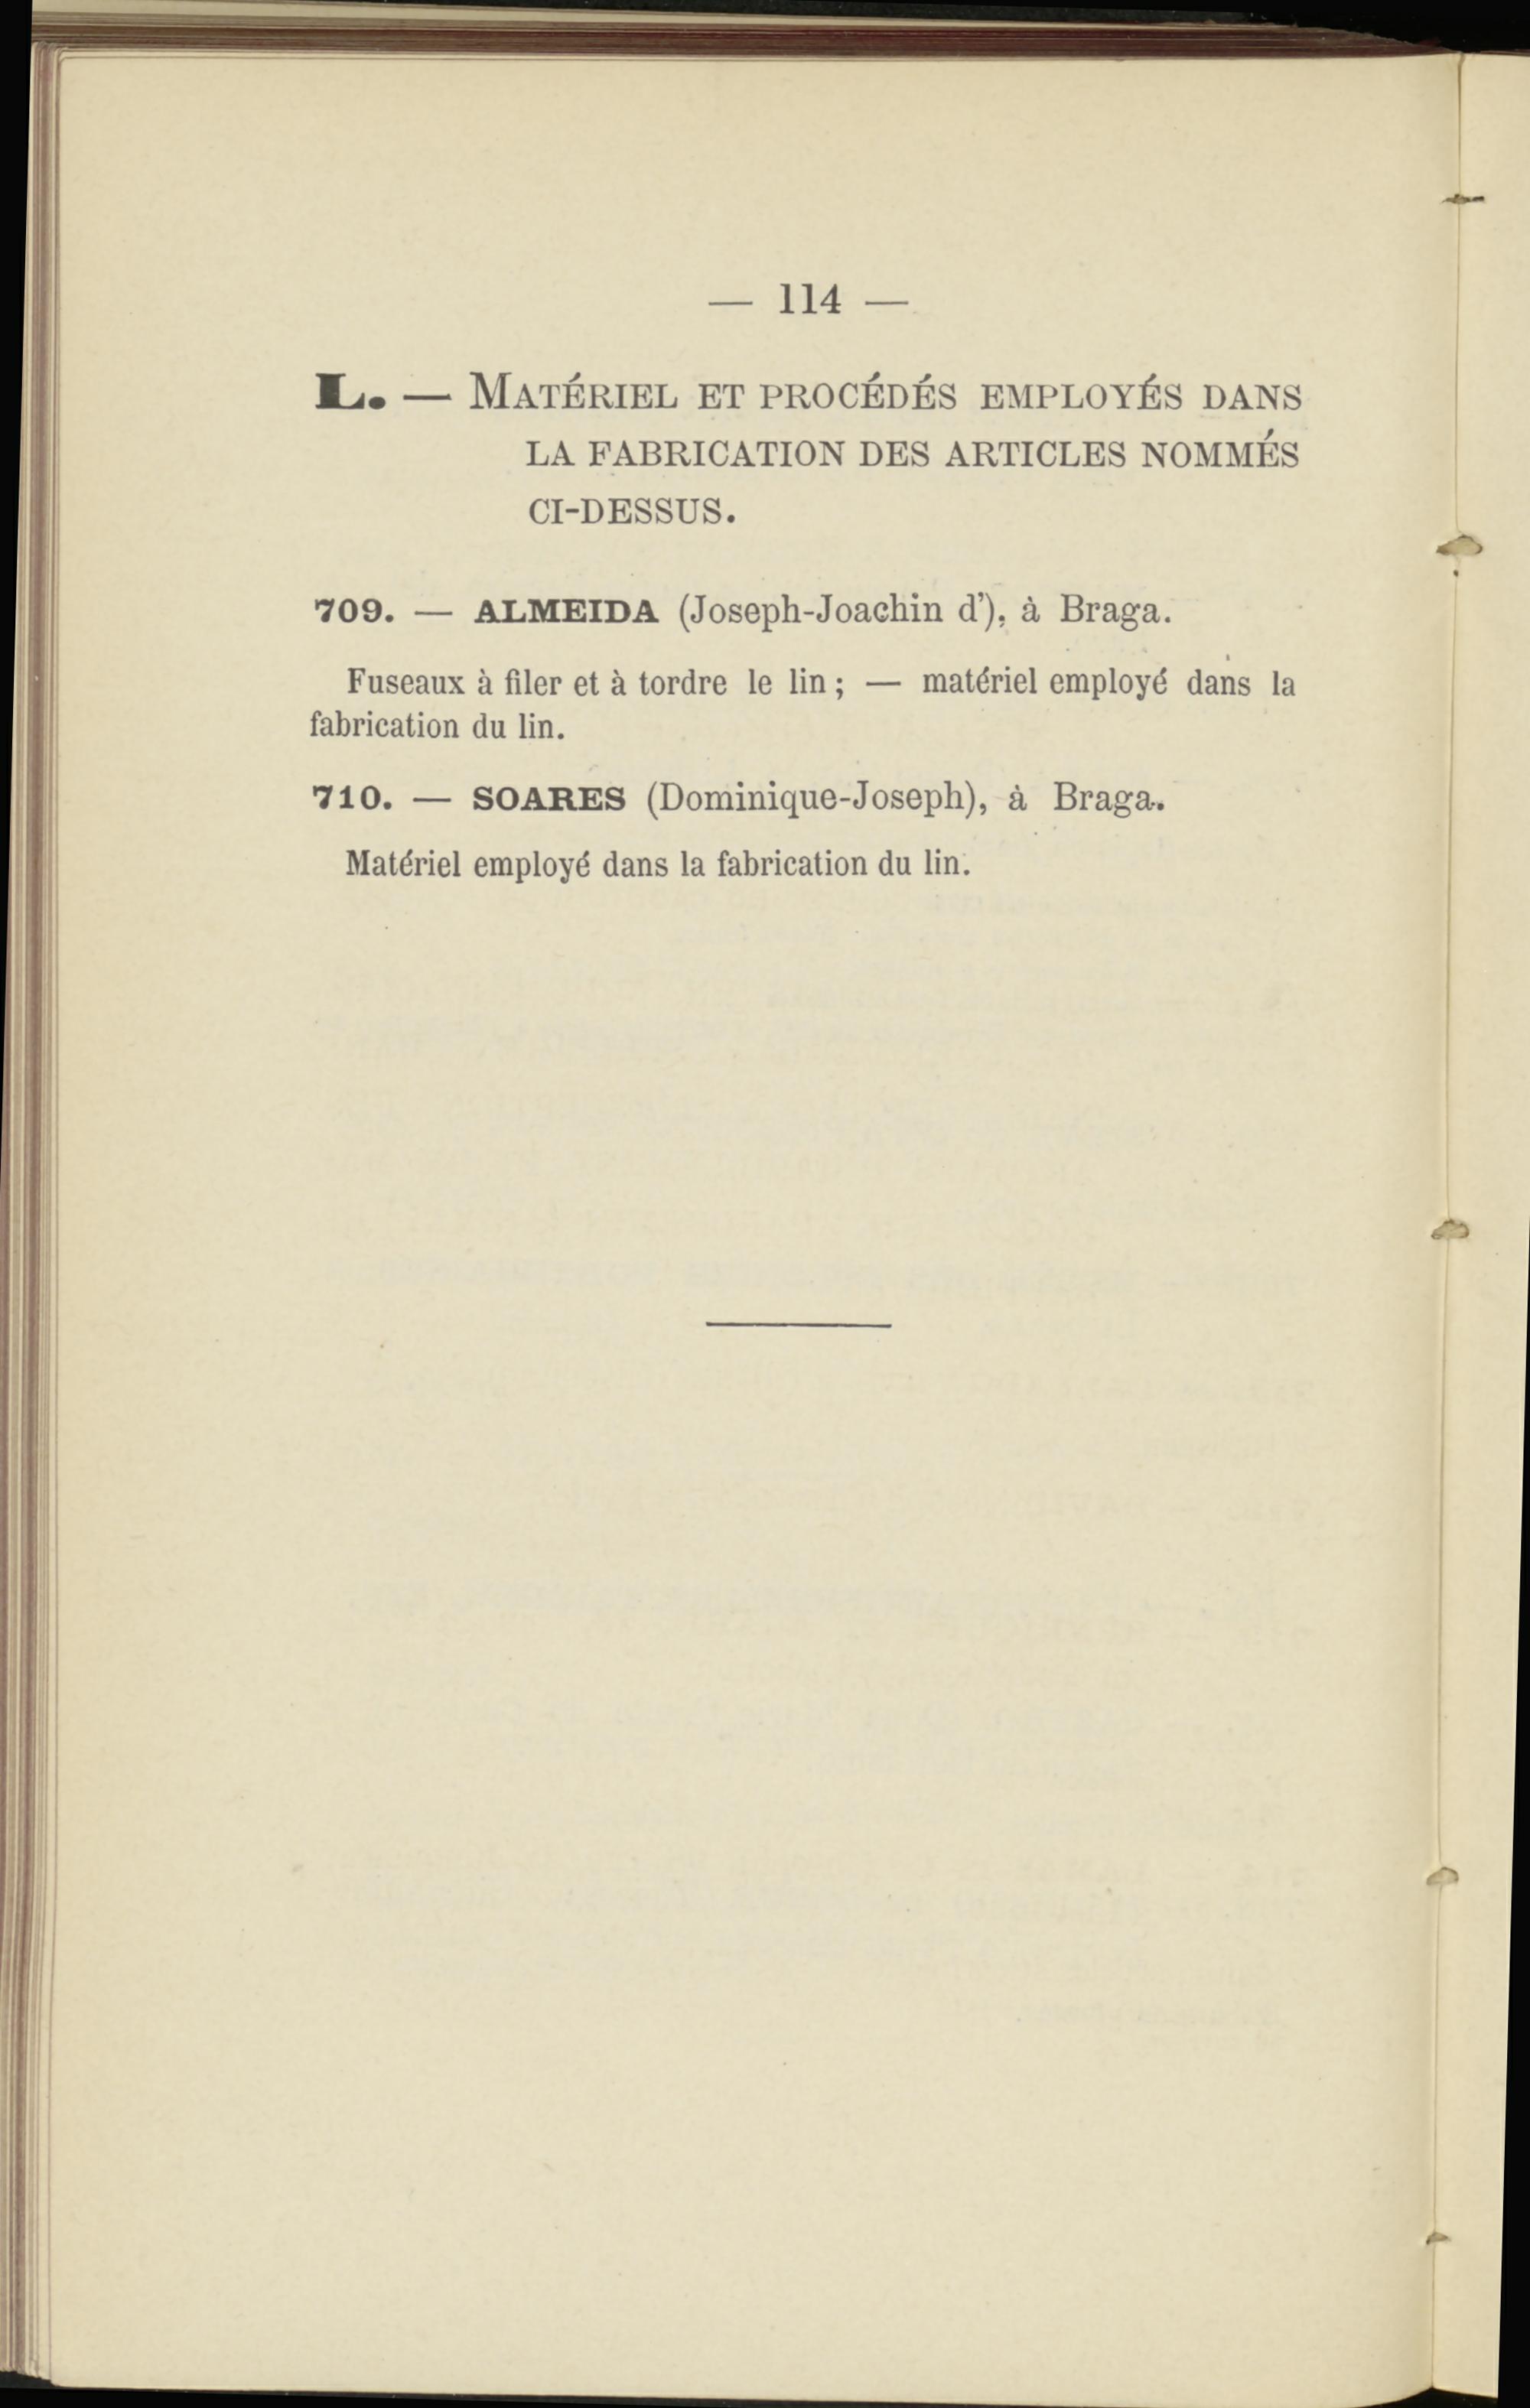 — 114 —
L. — MATÉRIEL ET PROCÉDÉS EMPLOYÉS DANS
LA FABRICATION DES ARTICLES NOMMÉS
CI-DESSUS.
709. — ALMEIDA (Joseph-Joachin d'), à Braga.
Fuseaux à filer et à tordre le lin; — matériel employé dans la
fabrication du lin.
710. — SOARES (Dominique-Joseph), à Braga.
Matériel employé dans la fabrication du lin.